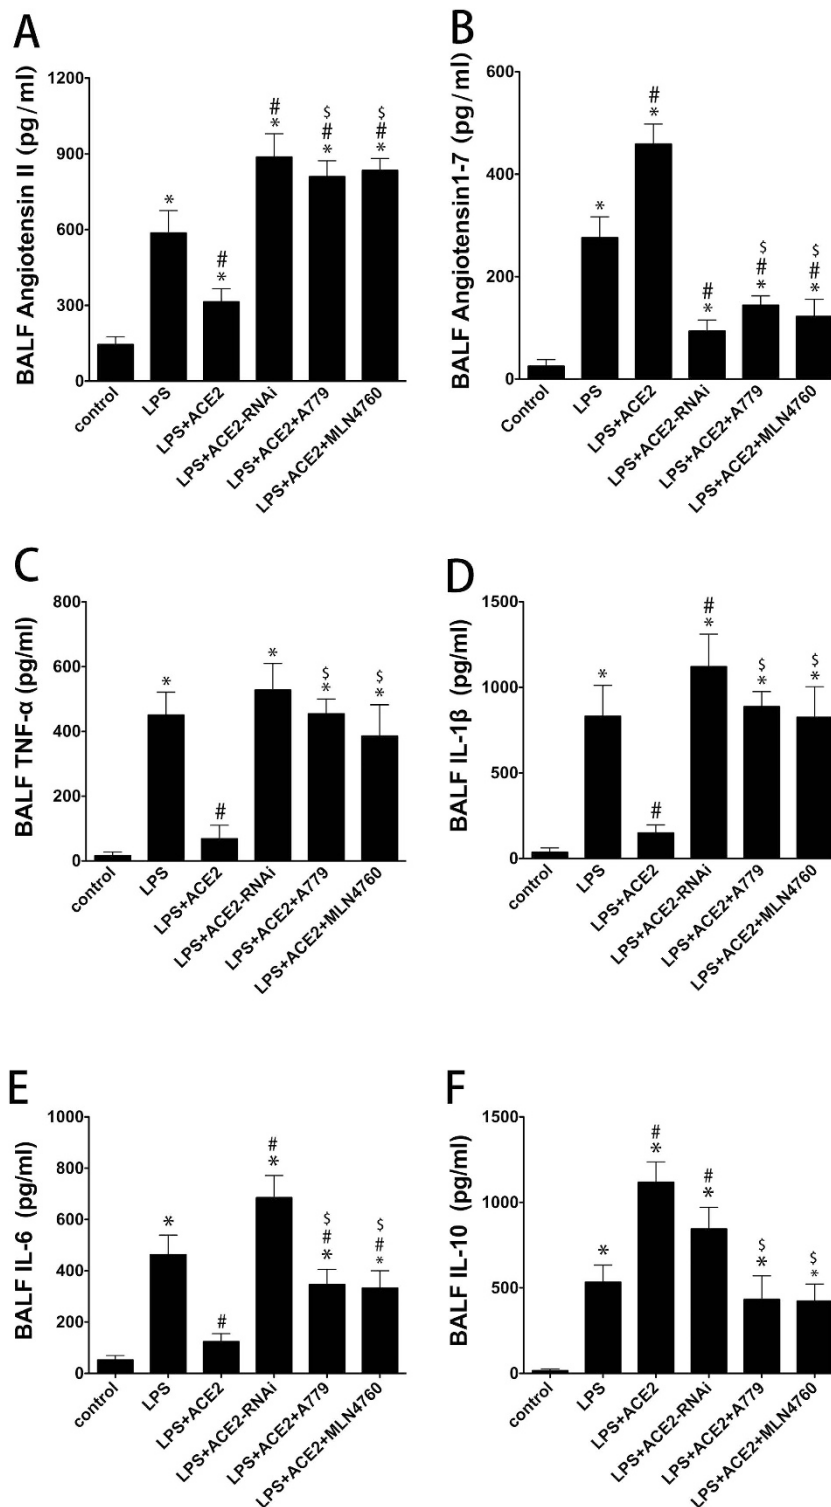 A
BALF Angiotensin II (pg/ml)
1200
900
600
300
0
*
#
*
#
*
$
#
*
$
#
*
control
LPS
LPS+ACE2
LPS+ACE2-RNAi
LPS+ACE2+A779
LPS+ACE2+MLN4760
B
BALF Angiotensin1-7 (pg/ml)
600
400
200
0
*
#
*
#
*
$
#
*
$
#
*
Control
LPS
LPS+ACE2
LPS+ACE2-RNAi
LPS+ACE2+A779
LPS+ACE2+MLN4760
C
BALF TNF-α (pg/ml)
800
600
400
200
0
*
#
*
$
*
$
*
control
LPS
LPS+ACE2
LPS+ACE2-RNAi
LPS+ACE2+A779
LPS+ACE2+MLN4760
D
BALF IL-1β (pg/ml)
1500
1000
500
0
*
#
#
*
$
*
$
*
control
LPS
LPS+ACE2
LPS+ACE2-RNAi
LPS+ACE2+A779
LPS+ACE2+MLN4760
E
BALF IL-6 (pg/ml)
1000
800
600
400
200
0
*
#
#
*
$
#
*
$
#
*
control
LPS
LPS+ACE2
LPS+ACE2-RNAi
LPS+ACE2+A779
LPS+ACE2+MLN4760
F
BALF IL-10 (pg/ml)
1500
1000
500
0
*
#
*
#
*
$
*
$
*
control
LPS
LPS+ACE2
LPS+ACE2-RNAi
LPS+ACE2+A779
LPS+ACE2+MLN4760